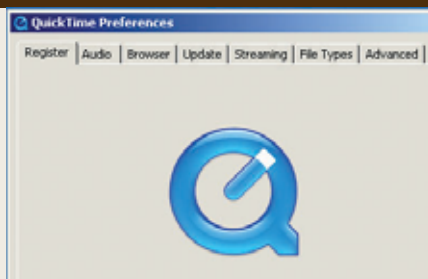 QuickTime Preferences
Register Audio Browser Update Streaming File Types Advanced